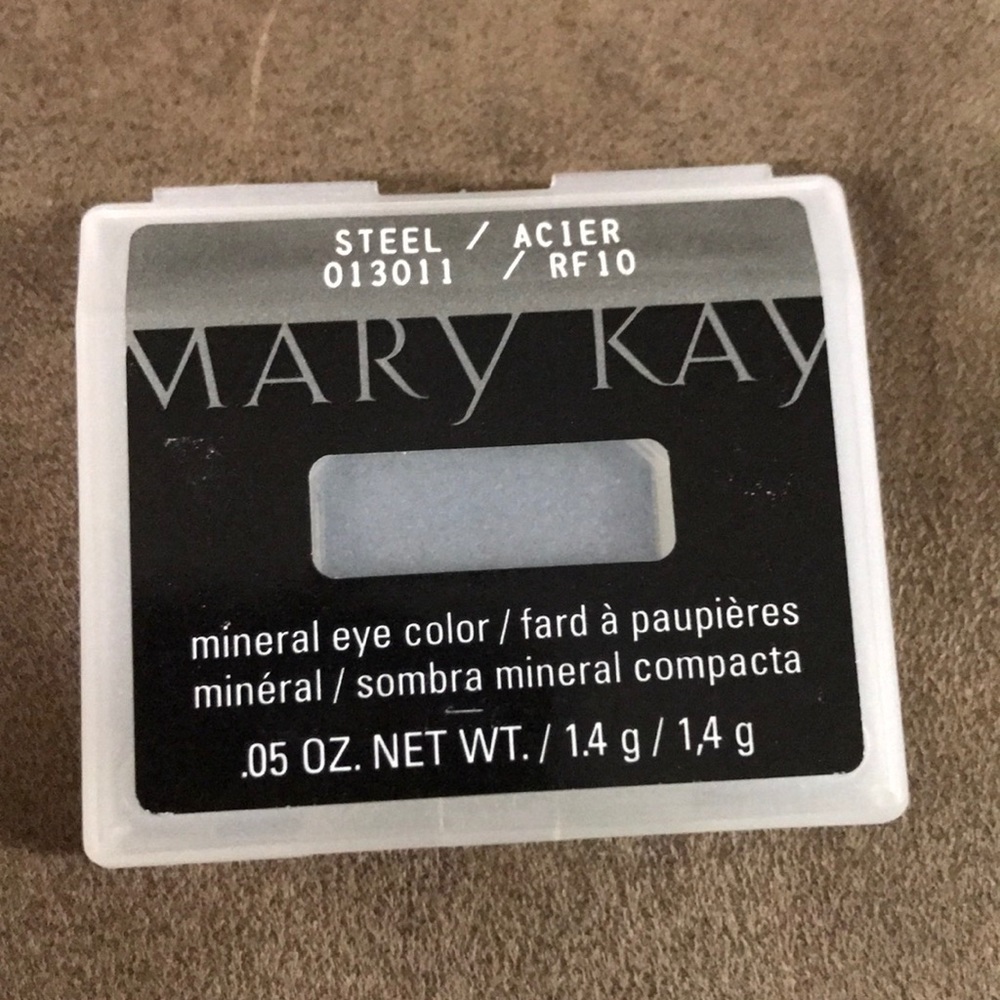 STEEL / ACIER
013011 / RF10
MARY KAY
mineral eye color / fard à paupières
minéral / sombra mineral compacta
.05 OZ. NET WT. / 1.4 g / 1,4 g